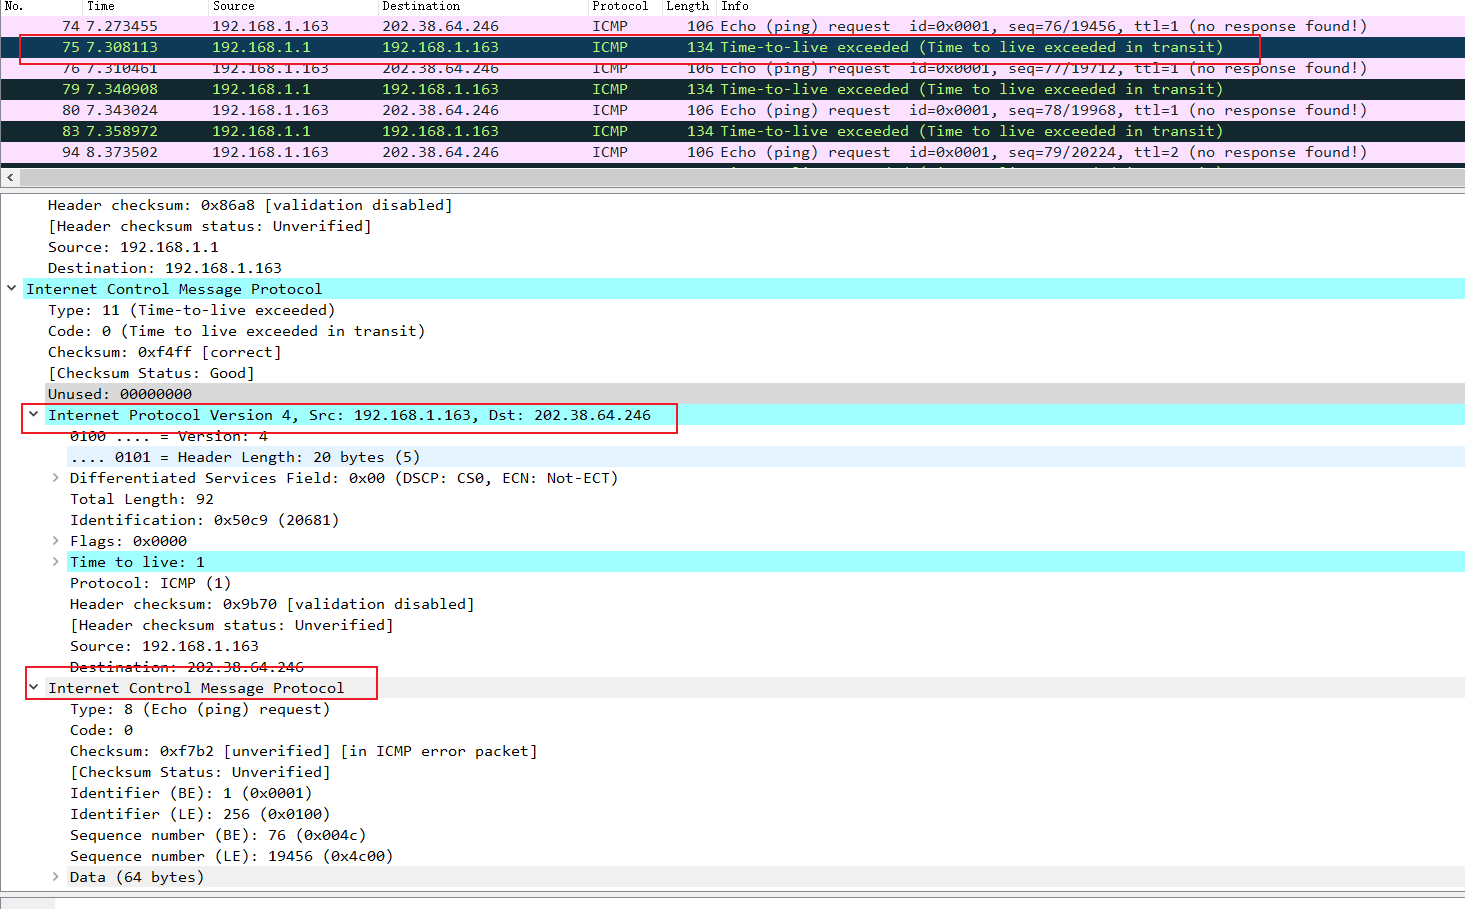 No. Time Source Destination Protocol Length Info
74 7.273455 192.168.1.163 202.38.64.246 ICMP 106 Echo (ping) request id=0x0001, seq=76/19456, ttl=1 (no response found!)
75 7.308113 192.168.1.1 192.168.1.163 ICMP 134 Time-to-live exceeded (Time to live exceeded in transit)
76 7.310461 192.168.1.163 202.38.64.246 ICMP 106 Echo (ping) request id=0x0001, seq=77/19712, ttl=1 (no response found!)
79 7.340908 192.168.1.1 192.168.1.163 ICMP 134 Time-to-live exceeded (Time to live exceeded in transit)
80 7.343024 192.168.1.163 202.38.64.246 ICMP 106 Echo (ping) request id=0x0001, seq=78/19968, ttl=1 (no response found!)
83 7.358972 192.168.1.1 192.168.1.163 ICMP 134 Time-to-live exceeded (Time to live exceeded in transit)
94 8.373502 192.168.1.163 202.38.64.246 ICMP 106 Echo (ping) request id=0x0001, seq=79/20224, ttl=2 (no response found!)
Header checksum: 0x86a8 [validation disabled]
[Header checksum status: Unverified]
Source: 192.168.1.1
Destination: 192.168.1.163
Internet Control Message Protocol
Type: 11 (Time-to-live exceeded)
Code: 0 (Time to live exceeded in transit)
Checksum: 0xf4ff [correct]
[Checksum Status: Good]
Unused: 00000000
Internet Protocol Version 4, Src: 192.168.1.163, Dst: 202.38.64.246
0100 .... = Version: 4
.... 0101 = Header Length: 20 bytes (5)
Differentiated Services Field: 0x00 (DSCP: CS0, ECN: Not-ECT)
Total Length: 92
Identification: 0x50c9 (20681)
Flags: 0x0000
Time to live: 1
Protocol: ICMP (1)
Header checksum: 0x9b70 [validation disabled]
[Header checksum status: Unverified]
Source: 192.168.1.163
Destination: 202.38.64.246
Internet Control Message Protocol
Type: 8 (Echo (ping) request)
Code: 0
Checksum: 0xf7b2 [unverified] [in ICMP error packet]
[Checksum Status: Unverified]
Identifier (BE): 1 (0x0001)
Identifier (LE): 256 (0x0100)
Sequence number (BE): 76 (0x004c)
Sequence number (LE): 19456 (0x4c00)
Data (64 bytes)